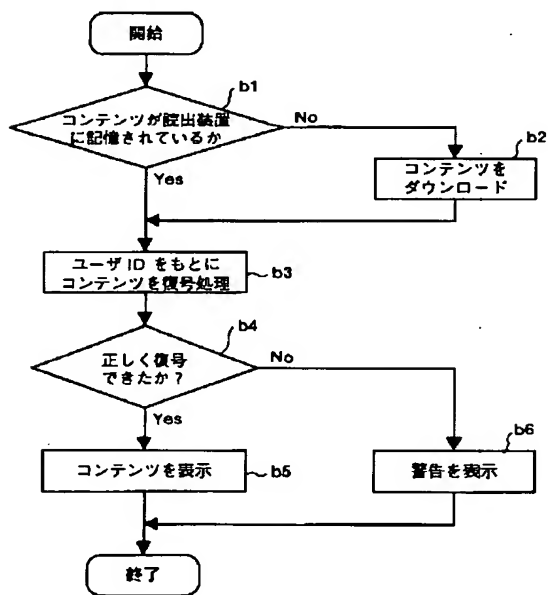 開始
b1
コンテンツが読出装置
に記憶されているか
No
b2
コンテンツを
ダウンロード
Yes
ユーザIDをもとに
コンテンツを復号処理
b3
b4
正しく復号
できたか?
No
Yes
b6
コンテンツを表示
b5
警告を表示
終了